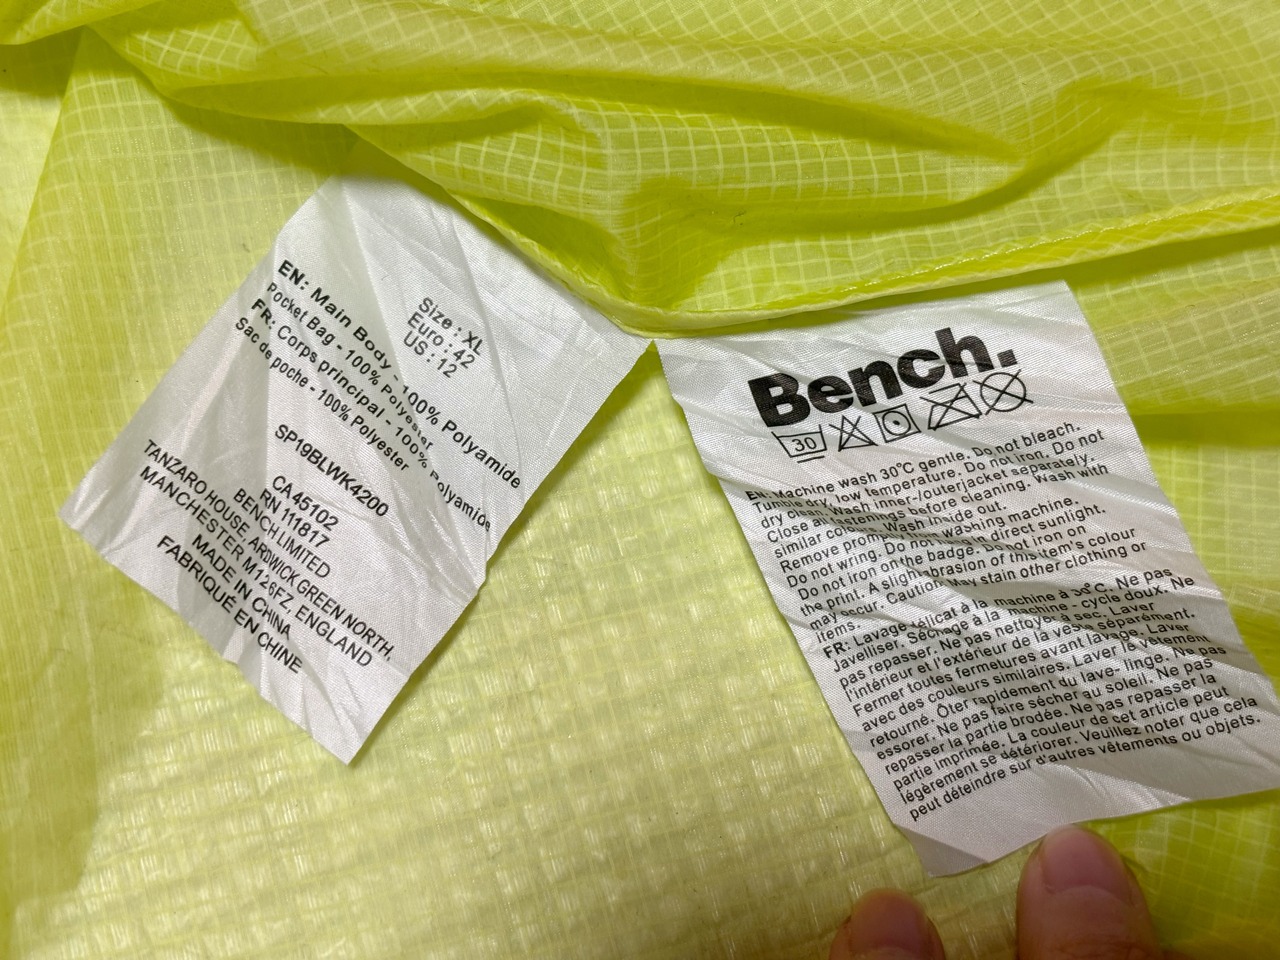 Size : XL
Euro : 42
US : 12
EN: Main Body - 100% Polyamide
Pocket Bag - 100% Polyester
FR: Corps principal - 100% Polyamide
Sac de poche - 100% Polyester
SP19BLWK4200
CA 45102
RN 11817
BENCH LIMITED
TANZARO HOUSE, ARDWICK GREEN NORTH,
MANCHESTER M12 6FZ, ENGLAND
MADE IN CHINA
FABRIQUÉ EN CHINE
Bench.
30
EN: Machine wash 30°C gentle. Do not bleach.
Tumble dry, low temperature. Do not iron. Do not
dry clean. Wash inner-/outerjacket separately.
Close all fastenings before cleaning. Wash with
similar colours. Wash inside out.
Remove promptly from washing machine.
Do not wring. Do not dry in direct sunlight.
Do not iron on the badge. Do not iron on
the print. A slight abrasion of this item's colour
may occur. Caution: May stain other clothing or
items.
FR: Lavage délicat à la machine à 30°C. Ne pas
Javelliser. Séchage à la machine - cycle doux. Ne
pas repasser. Ne pas nettoyer à sec. Laver
l'intérieur et l'extérieur de la veste séparément.
Fermer toutes fermetures avant lavage. Laver
avec des couleurs similaires. Laver le vêtement
retourné. Ôter rapidement du lave- linge. Ne pas
essorer. Ne pas faire sécher au soleil. Ne pas
repasser la partie brodée. Ne pas repasser la
partie imprimée. La couleur de cet article peut
légèrement se détériorer. Veuillez noter que cela
peut déteindre sur d'autres vêtements ou objets.